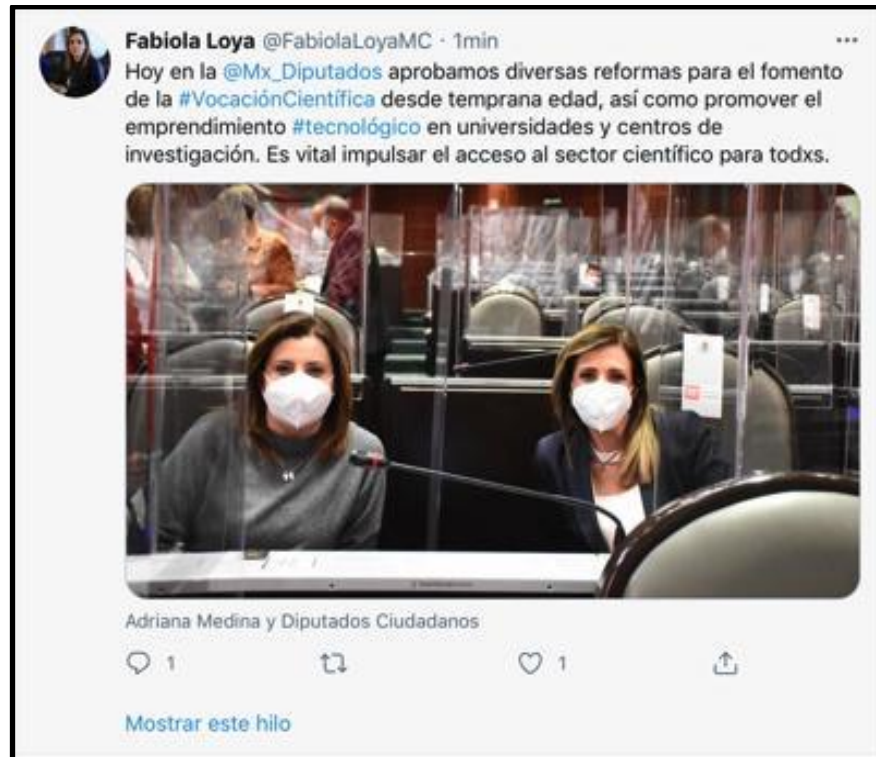 Fabiola Loya @FabiolaLoyaMC · 1min
Hoy en la @Mx_Diputados aprobamos diversas reformas para el fomento
de la #VocaciónCientífica desde temprana edad, así como promover el
emprendimiento #tecnológico en universidades y centros de
investigación. Es vital impulsar el acceso al sector científico para todxs.
Adriana Medina y Diputados Ciudadanos
1 1
Mostrar este hilo